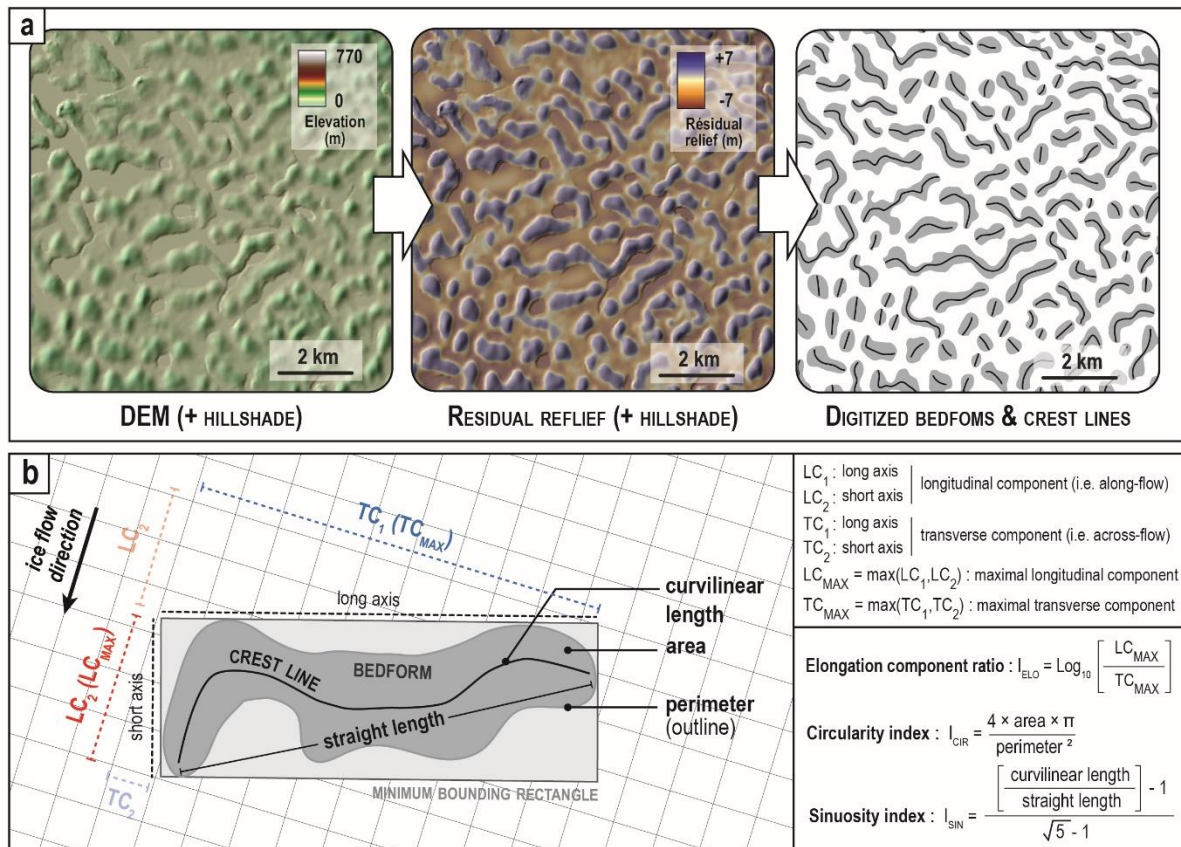 a
770
0
Elevation
(m)
2 km
DEM (+ HILLSHADE)
+7
-7
Résidual
relief (m)
2 km
RESIDUAL REFLIEF (+ HILLSHADE)
2 km
DIGITIZED BEDFOMS & CREST LINES
b
ice flow
direction
LC2
LC2 (LCMAX)
TC2
TC1 (TCMAX)
long axis
short axis
CREST LINE
BEDFORM
straight length
curvilinear
length
area
perimeter
(outline)
MINIMUM BOUNDING RECTANGLE
LC1 : long axis
LC2 : short axis
longitudinal component (i.e. along-flow)
TC1 : long axis
TC2 : short axis
transverse component (i.e. across-flow)
LCMAX = max(LC1,LC2) : maximal longitudinal component
TCMAX = max(TC1,TC2) : maximal transverse component
Elongation component ratio : IELO = Log10 [LCMAX / TCMAX]
Circularity index : ICIR = 4 × area × π / perimeter ²
Sinuosity index : ISIN = [curvilinear length / straight length] - 1 / √5 - 1